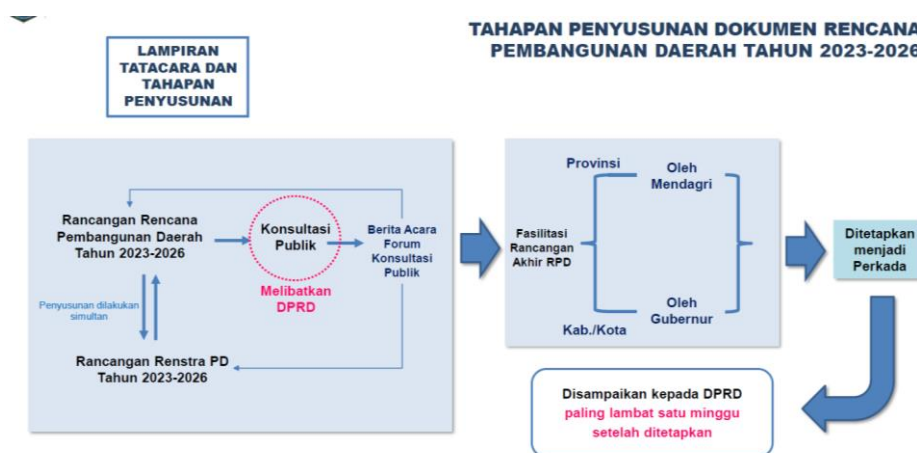 TAHAPAN PENYUSUNAN DOKUMEN RENCANA
PEMBANGUNAN DAERAH TAHUN 2023-2026
LAMPIRAN
TATACARA DAN
TAHAPAN
PENYUSUNAN
Rancangan Rencana
Pembangunan Daerah
Tahun 2023-2026
Konsultasi
Publik
Melibatkan
DPRD
Berita Acara
Forum
Konsultasi
Publik
Penyusunan dilakukan
simultan
Rancangan Renstra PD
Tahun 2023-2026
Fasilitasi
Rancangan
Akhir RPD
Provinsi
Oleh
Mendagri
Kab./Kota
Oleh
Gubernur
Ditetapkan
menjadi
Perkada
Disampaikan kepada DPRD
paling lambat satu minggu
setelah ditetapkan